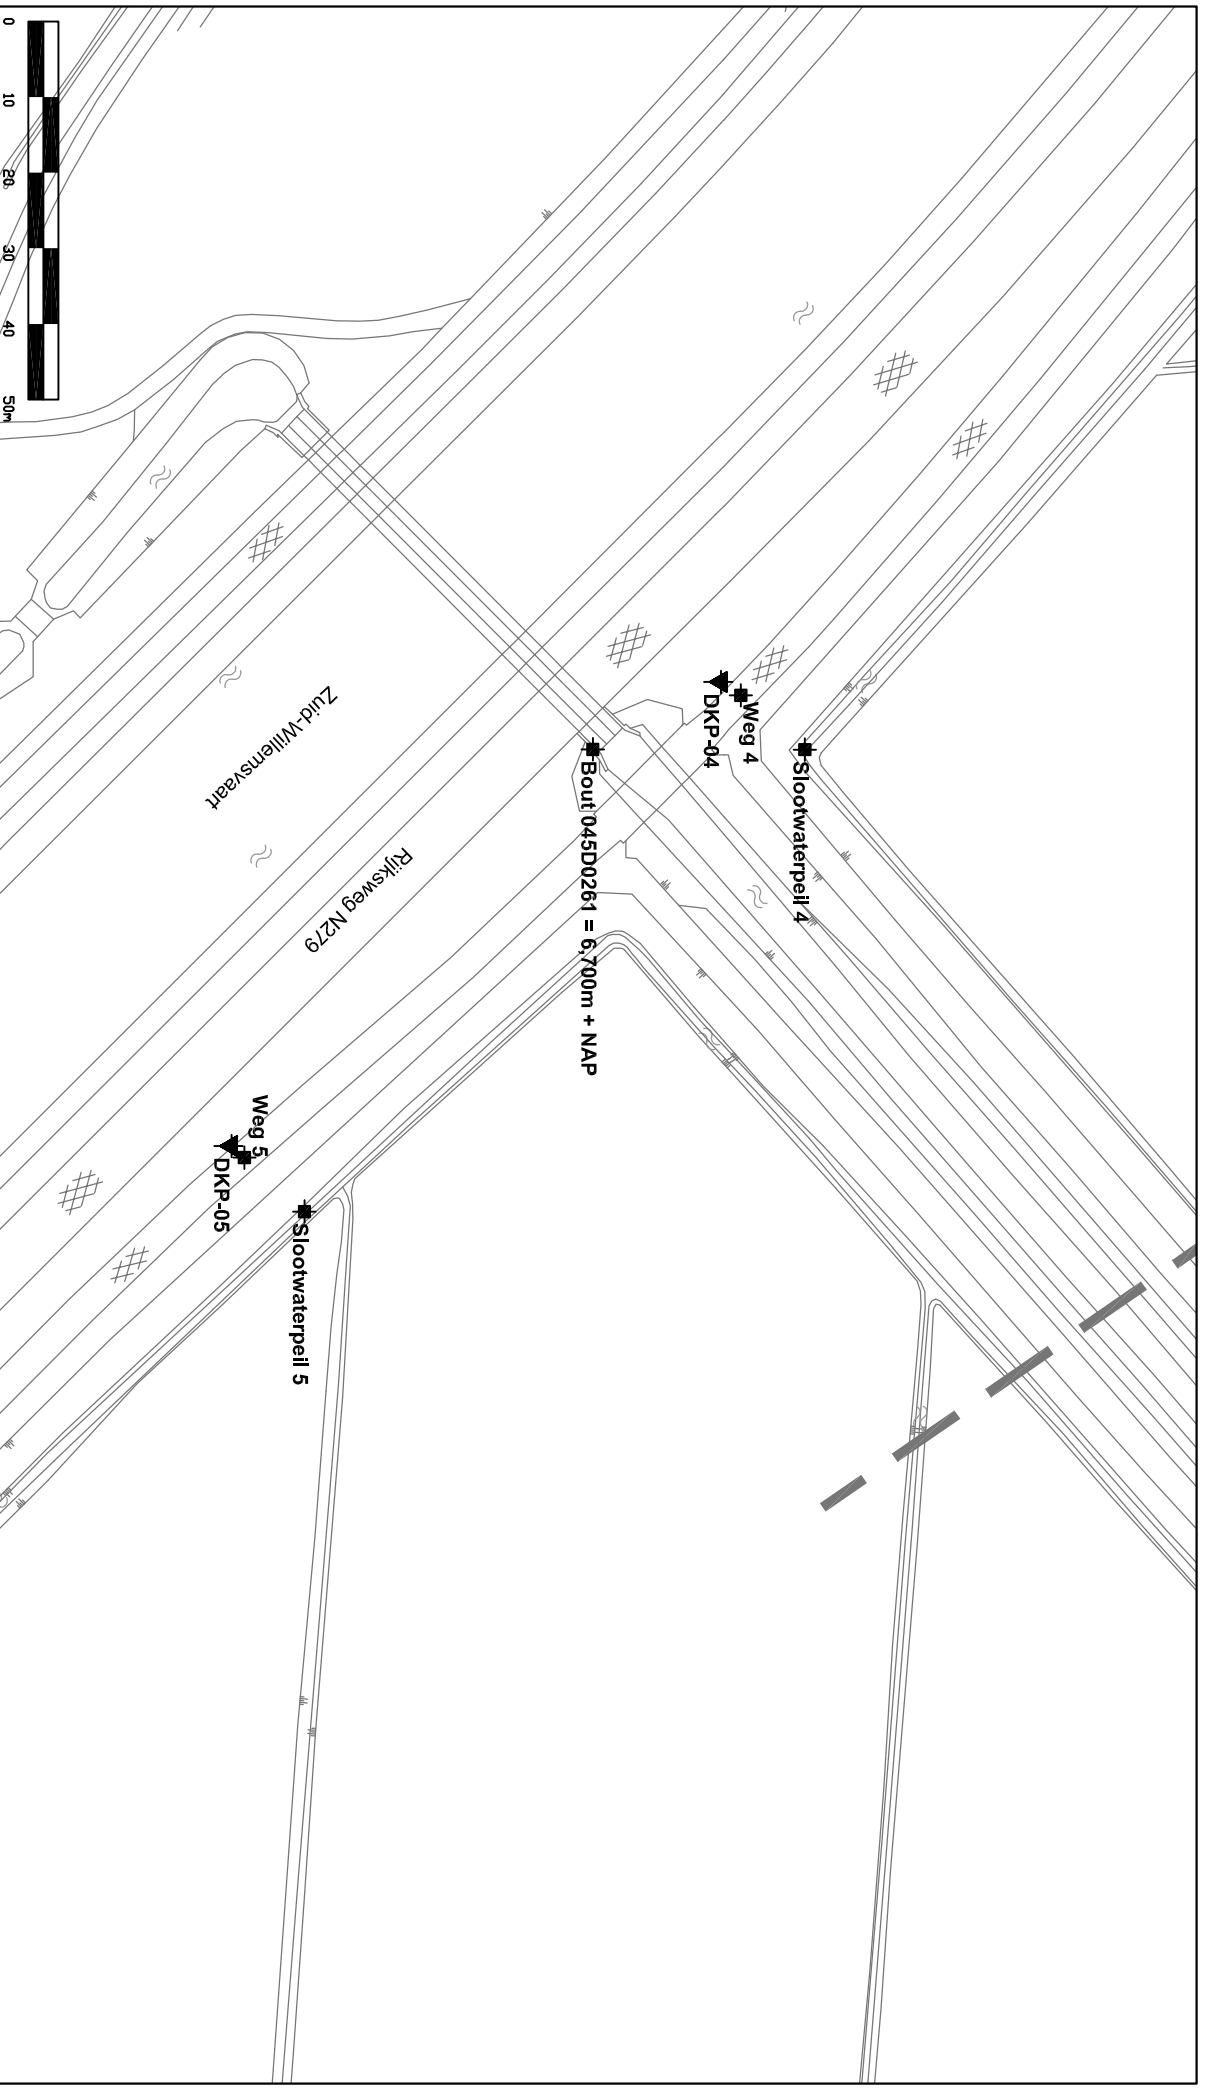 0 10 20 30 40 50m
Slootwaterpeil 4
Weg 4
DKP-04
Bout 045D0261 = 6,700m + NAP
Zuid-Willemsvaart
Rijksweg N279
Weg 5
DKP-05
Slootwaterpeil 5